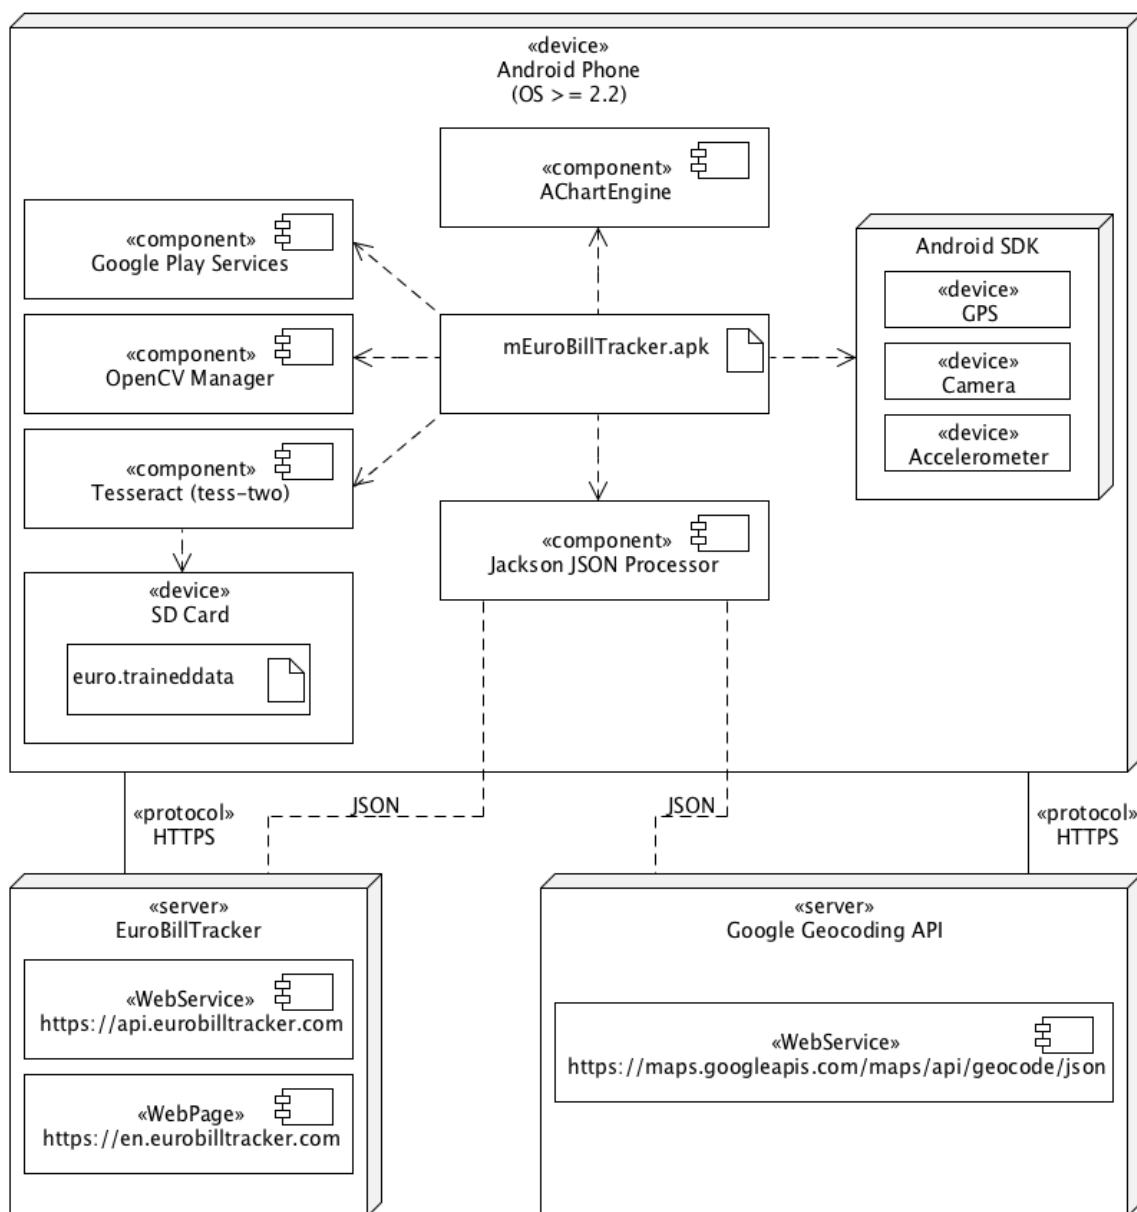 «device»
Android Phone
(OS >= 2.2)
«component»
AChartEngine
«component»
Google Play Services
Android SDK
«device»
GPS
mEuroBillTracker.apk
«component»
OpenCV Manager
«device»
Camera
«device»
Accelerometer
«component»
Tesseract (tess-two)
«component»
Jackson JSON Processor
«device»
SD Card
euro.traineddata
«protocol»
HTTPS
JSON
JSON
«protocol»
HTTPS
«server»
EuroBillTracker
«WebService»
https://api.eurobilltracker.com
«WebPage»
https://en.eurobilltracker.com
«server»
Google Geocoding API
«WebService»
https://maps.googleapis.com/maps/api/geocode/json